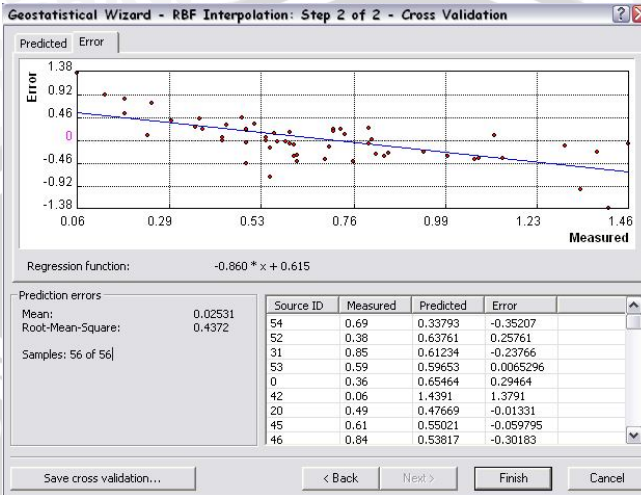 Geostatistical Wizard - RBF Interpolation: Step 2 of 2 - Cross Validation
Predicted Error
Error
1.38
0.92
0.46
0
-0.46
-0.92
-1.38
0.06 0.29 0.53 0.76 0.99 1.23 1.46
Measured
Regression function: -0.860 * x + 0.615
Prediction errors
Mean: 0.02531
Root-Mean-Square: 0.4372
Samples: 56 of 56
Source ID Measured Predicted Error
54 0.69 0.33793 -0.35207
52 0.38 0.63761 0.25761
31 0.85 0.61234 -0.23766
53 0.59 0.59653 0.0065296
0 0.36 0.65464 0.29464
42 0.06 1.4391 1.3791
20 0.49 0.47669 -0.01331
45 0.61 0.55021 -0.059795
46 0.84 0.53817 -0.30183
Save cross validation... < Back Next > Finish Cancel